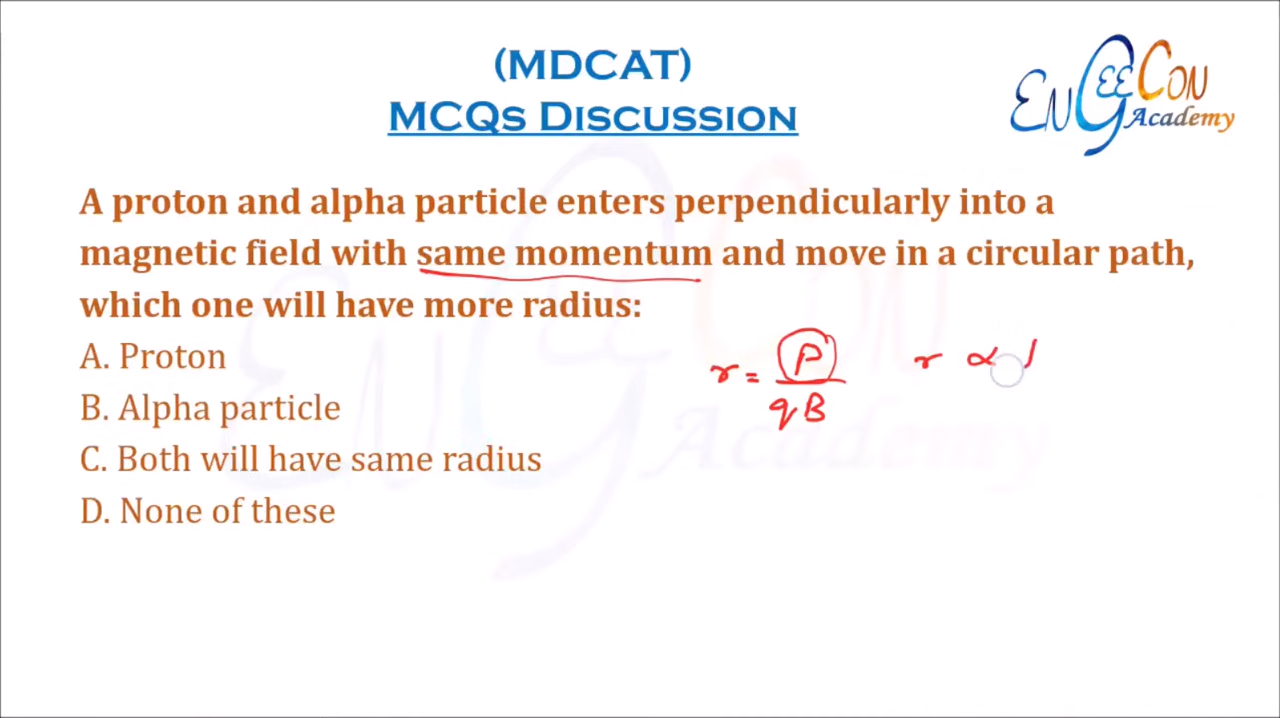 (MDCAT)
MCQs Discussion
EnGeeCon
Academy
A proton and alpha particle enters perpendicularly into a
magnetic field with same momentum and move in a circular path,
which one will have more radius:
A. Proton
B. Alpha particle
C. Both will have same radius
D. None of these
r = P / qB
r ∝